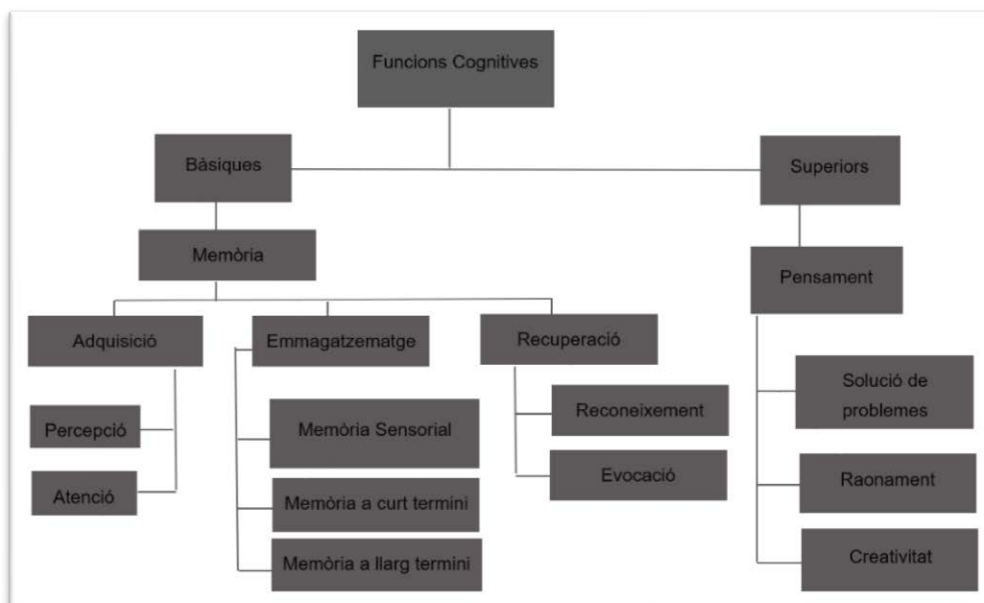 Funcions Cognitives
Bàsiques
Superiors
Memòria
Pensament
Adquisició
Emmagatzematge
Recuperació
Percepció
Atenció
Memòria Sensorial
Memòria a curt termini
Memòria a llarg termini
Reconeixement
Evocació
Solució de
problemes
Raonament
Creativitat